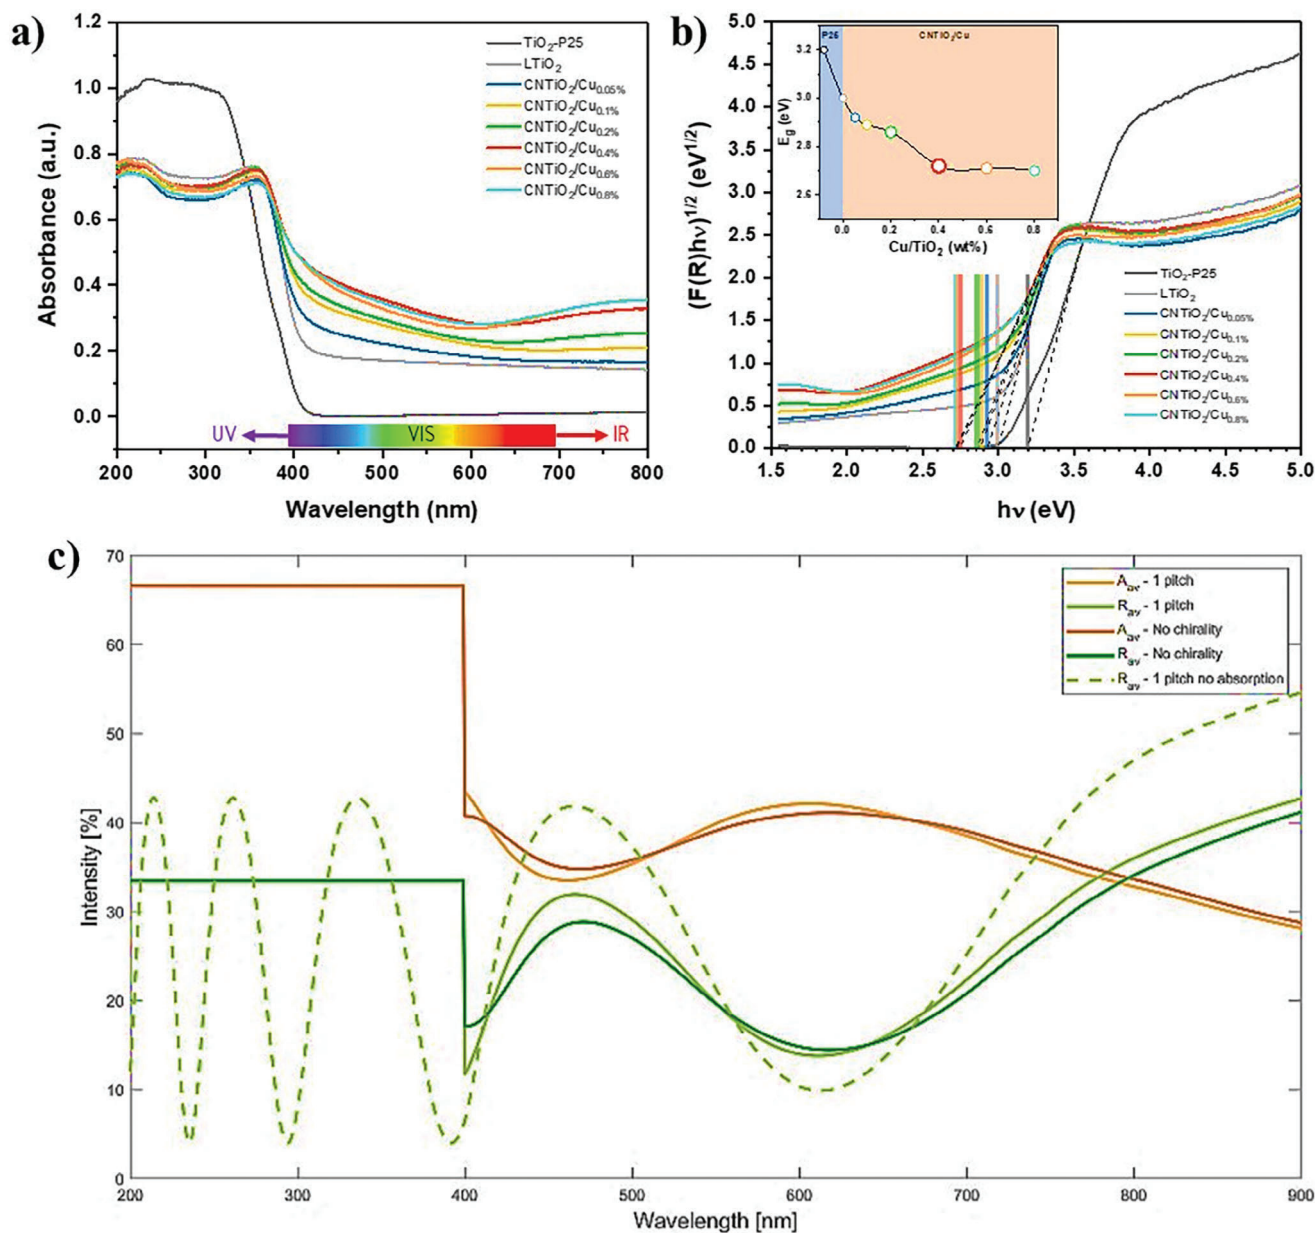 a)
1.2
1.0
0.8
0.6
0.4
0.2
0.0
Absorbance (a.u.)
TiO2-P25
LTiO2
CNTiO2/Cu0.05%
CNTiO2/Cu0.1%
CNTiO2/Cu0.2%
CNTiO2/Cu0.4%
CNTiO2/Cu0.6%
CNTiO2/Cu0.8%
UV
VIS
IR
200 300 400 500 600 700 800
Wavelength (nm)
b)
5.0
4.5
4.0
3.5
3.0
2.5
2.0
1.5
1.0
0.5
0.0
(F(R)hν)1/2 (eV1/2)
P25
CNTiO2/Cu
3.2
3.0
2.8
2.6
Eg (eV)
0.0 0.2 0.4 0.6 0.8
Cu/TiO2 (wt%)
TiO2-P25
LTiO2
CNTiO2/Cu0.05%
CNTiO2/Cu0.1%
CNTiO2/Cu0.2%
CNTiO2/Cu0.4%
CNTiO2/Cu0.6%
CNTiO2/Cu0.8%
1.5 2.0 2.5 3.0 3.5 4.0 4.5 5.0
hν (eV)
c)
70
60
50
40
30
20
10
0
Intensity [%]
Aav - 1 pitch
Rav - 1 pitch
Aav - No chirality
Rav - No chirality
Rav - 1 pitch no absorption
200 300 400 500 600 700 800 900
Wavelength [nm]